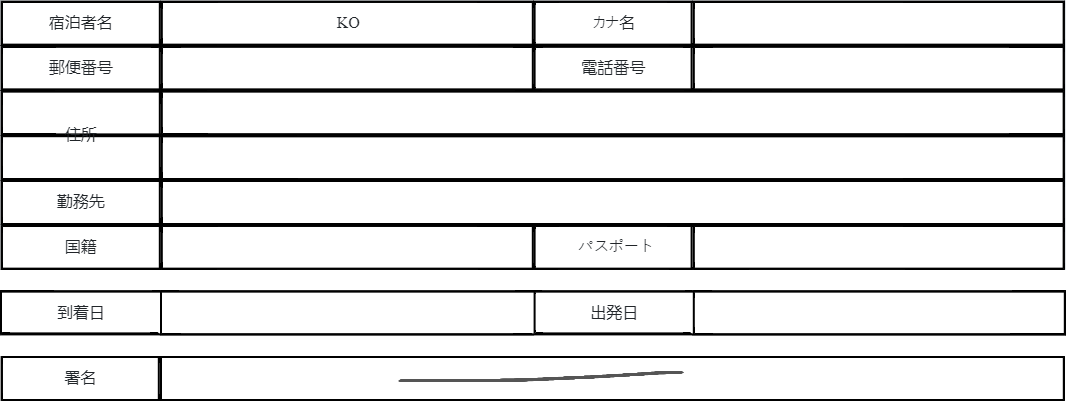 宿泊者名 KO カナ名
郵便番号 電話番号
住所
勤務先
国籍 パスポート
到着日 出発日
署名